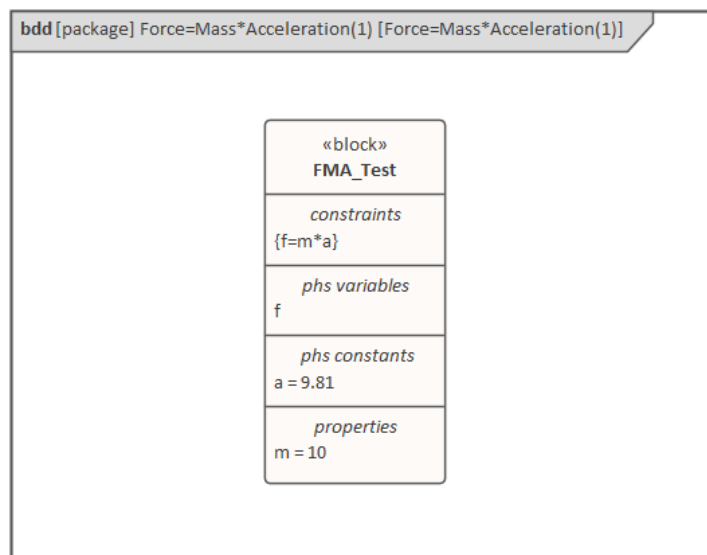 bdd [package] Force=Mass*Acceleration(1) [Force=Mass*Acceleration(1)]
«block»
FMA_Test
constraints
{f=m*a}
phs variables
f
phs constants
a = 9.81
properties
m = 10